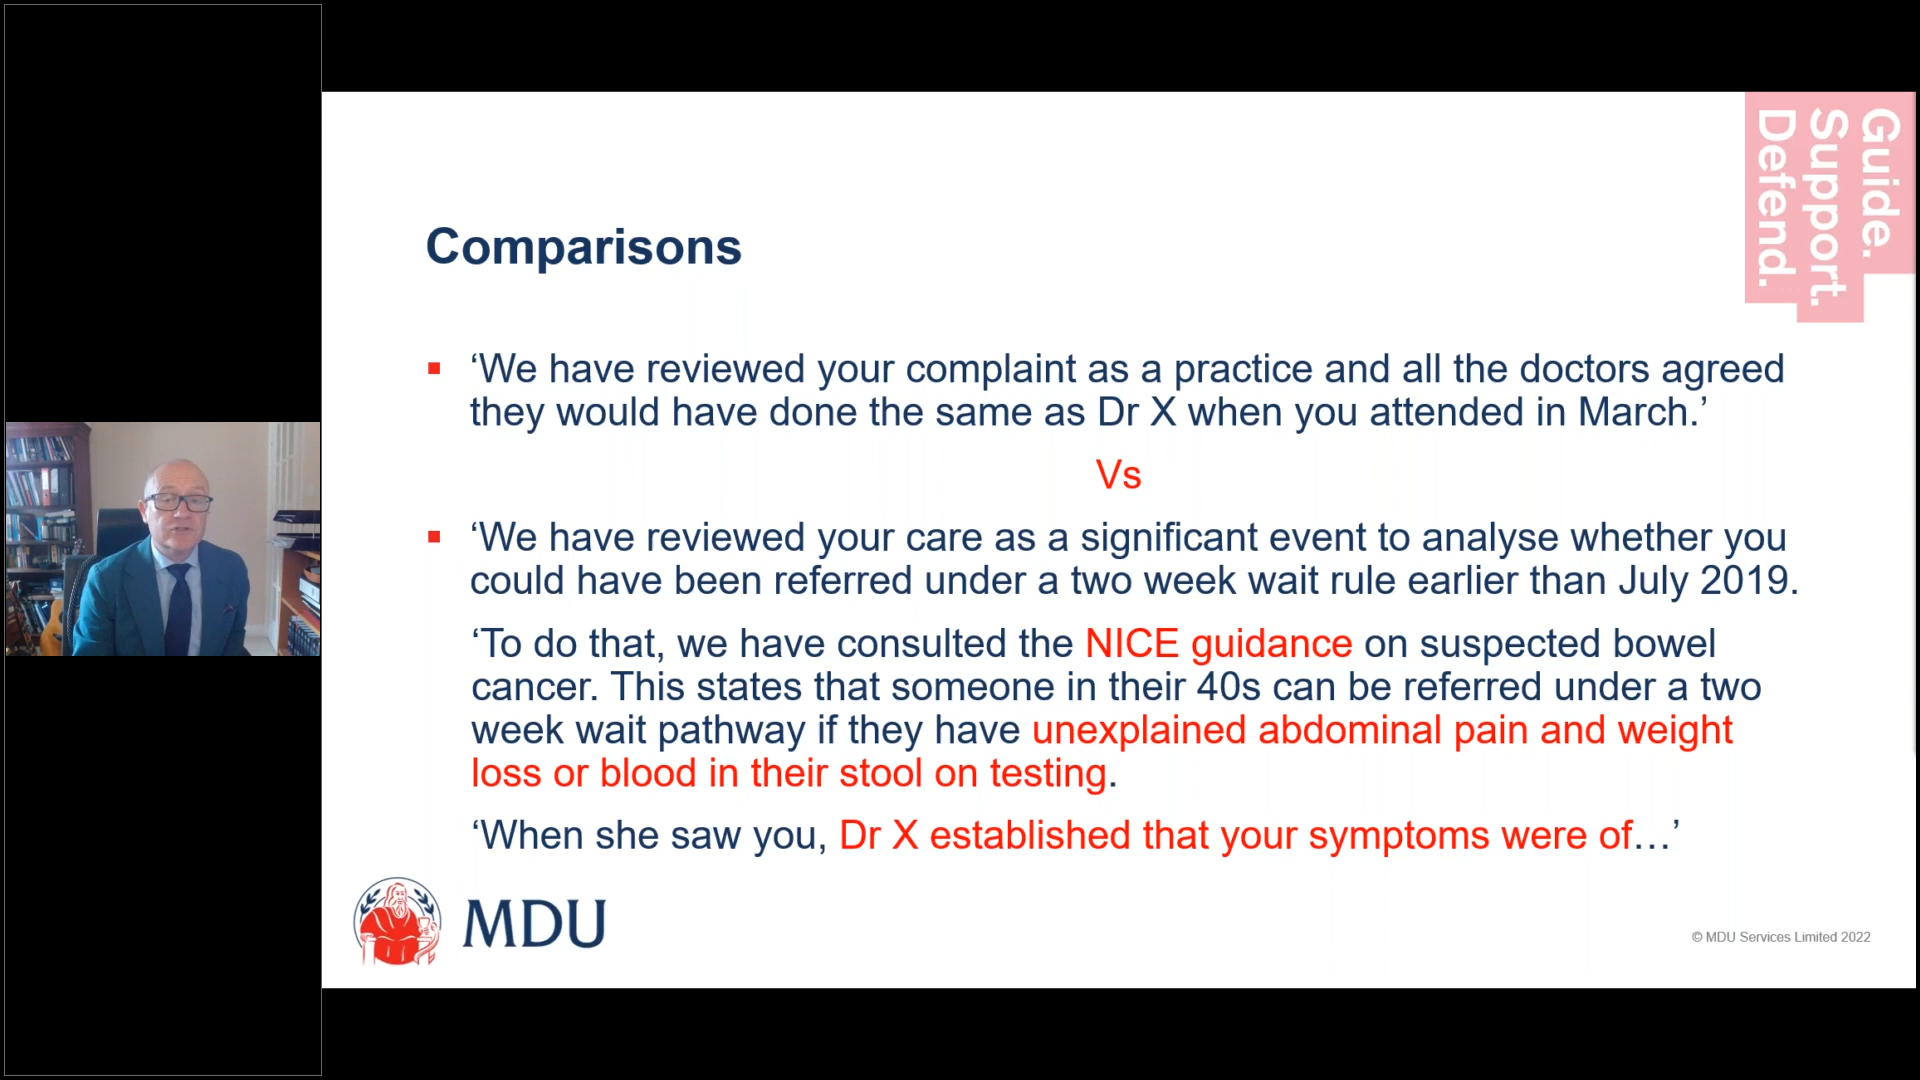 Guide.
Support.
Defend.
Comparisons
‘We have reviewed your complaint as a practice and all the doctors agreed
they would have done the same as Dr X when you attended in March.’
Vs
‘We have reviewed your care as a significant event to analyse whether you
could have been referred under a two week wait rule earlier than July 2019.
‘To do that, we have consulted the NICE guidance on suspected bowel
cancer. This states that someone in their 40s can be referred under a two
week wait pathway if they have unexplained abdominal pain and weight
loss or blood in their stool on testing.
‘When she saw you, Dr X established that your symptoms were of…’
MDU
© MDU Services Limited 2022